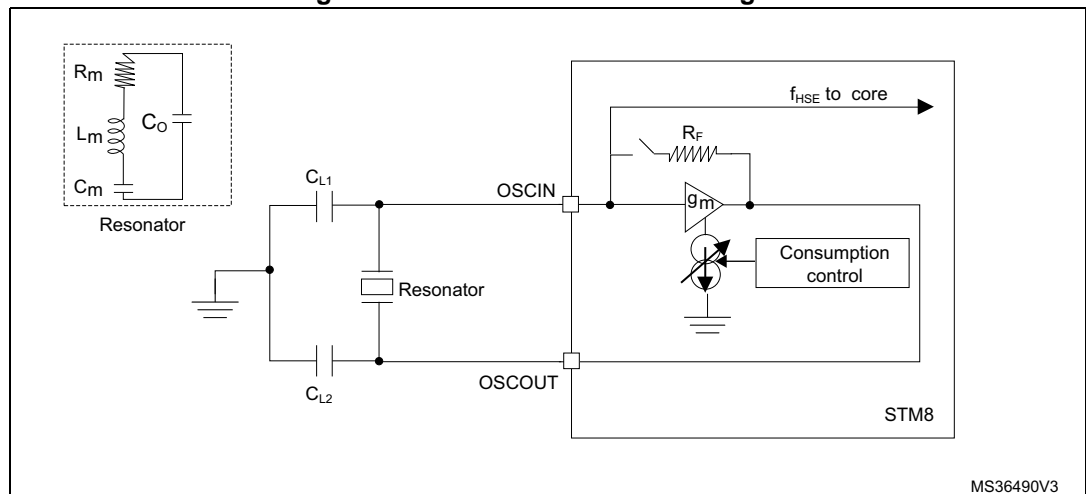 Rm
Lm
CO
Cm
Resonator
CL1
CL2
Resonator
OSCIN
OSCOUT
fHSE to core
RF
gm
Consumption
control
STM8
MS36490V3